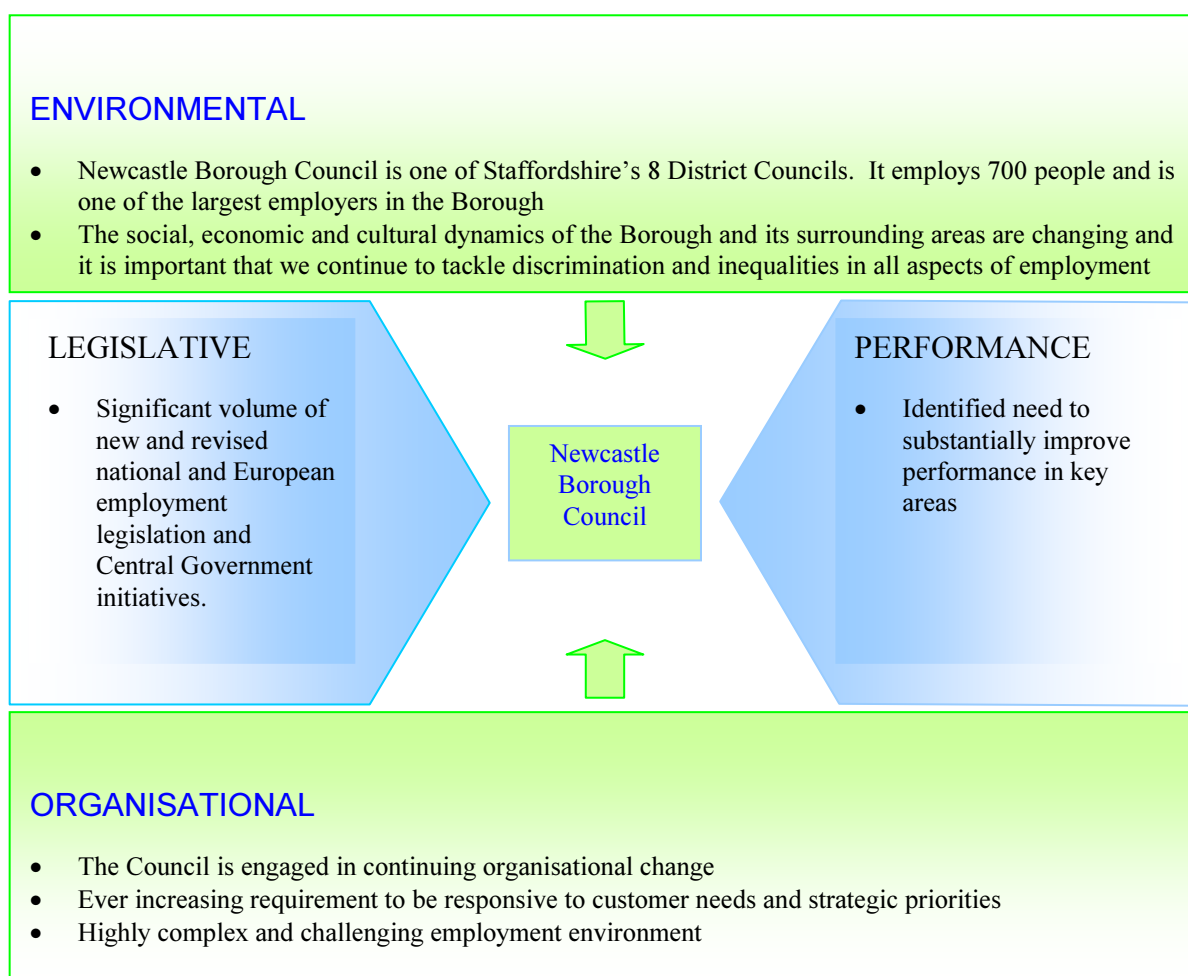 ENVIRONMENTAL
• Newcastle Borough Council is one of Staffordshire’s 8 District Councils. It employs 700 people and is
one of the largest employers in the Borough
• The social, economic and cultural dynamics of the Borough and its surrounding areas are changing and
it is important that we continue to tackle discrimination and inequalities in all aspects of employment
LEGISLATIVE
• Significant volume of
new and revised
national and European
employment
legislation and
Central Government
initiatives.
Newcastle
Borough
Council
PERFORMANCE
• Identified need to
substantially improve
performance in key
areas
ORGANISATIONAL
• The Council is engaged in continuing organisational change
• Ever increasing requirement to be responsive to customer needs and strategic priorities
• Highly complex and challenging employment environment